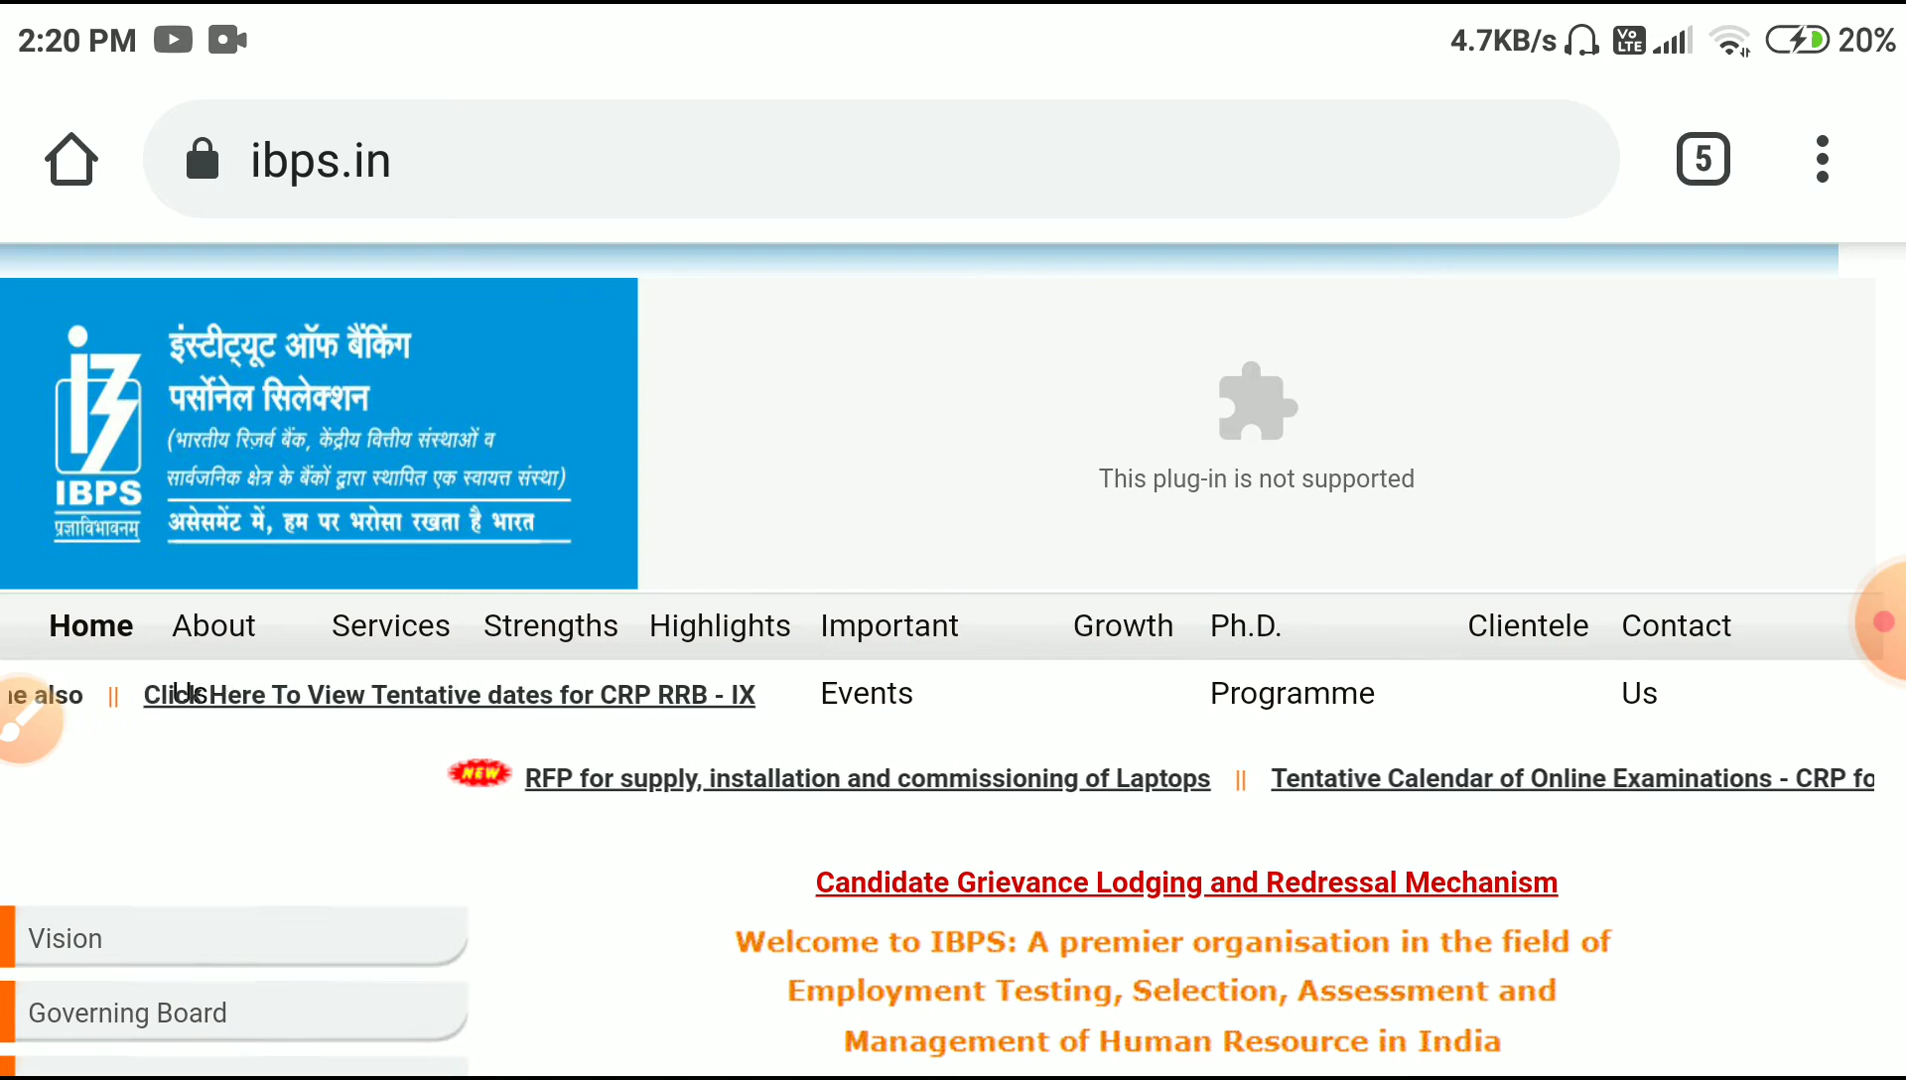 2:20 PM
4.7KB/s Vo LTE 20%
ibps.in
5
इंस्टीट्यूट ऑफ बैंकिंग
पर्सोनेल सिलेक्शन
(भारतीय रिज़र्व बैंक, केंद्रीय वित्तीय संस्थाओं व
सार्वजनिक क्षेत्र के बैंकों द्वारा स्थापित एक स्वायत्त संस्था)
असेसमेंट में, हम पर भरोसा रखता है भारत
IBPS
प्रज्ञाविभावनम्
This plug-in is not supported
Home About Us Services Strengths Highlights Important Events Growth Ph.D. Programme Clientele Contact Us
he also || Click Here To View Tentative dates for CRP RRB - IX
NEW RFP for supply, installation and commissioning of Laptops || Tentative Calendar of Online Examinations - CRP fo
Candidate Grievance Lodging and Redressal Mechanism
Welcome to IBPS: A premier organisation in the field of
Employment Testing, Selection, Assessment and
Management of Human Resource in India
Vision
Governing Board